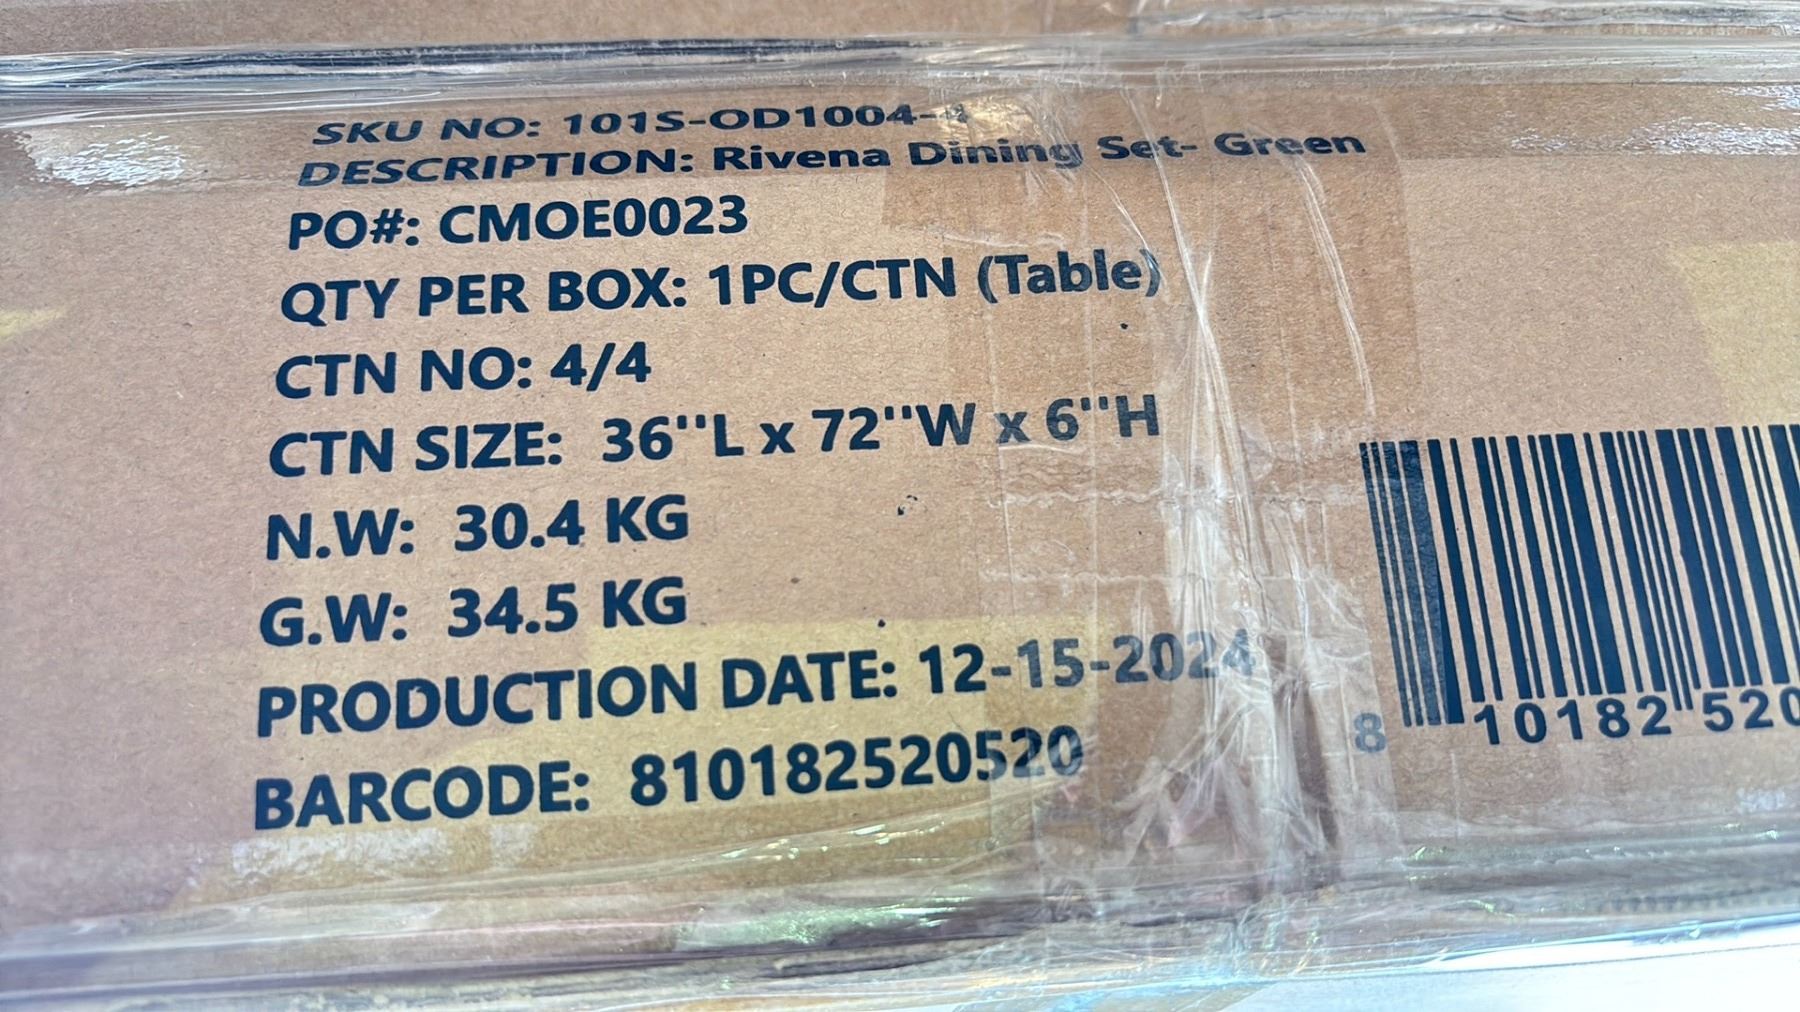 SKU NO: 101S-OD1004-4
DESCRIPTION: Rivena Dining Set- Green
PO#: CMOE0023
QTY PER BOX: 1PC/CTN (Table)
CTN NO: 4/4
CTN SIZE: 36''L x 72''W x 6''H
N.W: 30.4 KG
G.W: 34.5 KG
PRODUCTION DATE: 12-15-2024
BARCODE: 810182520520
8 10182 520